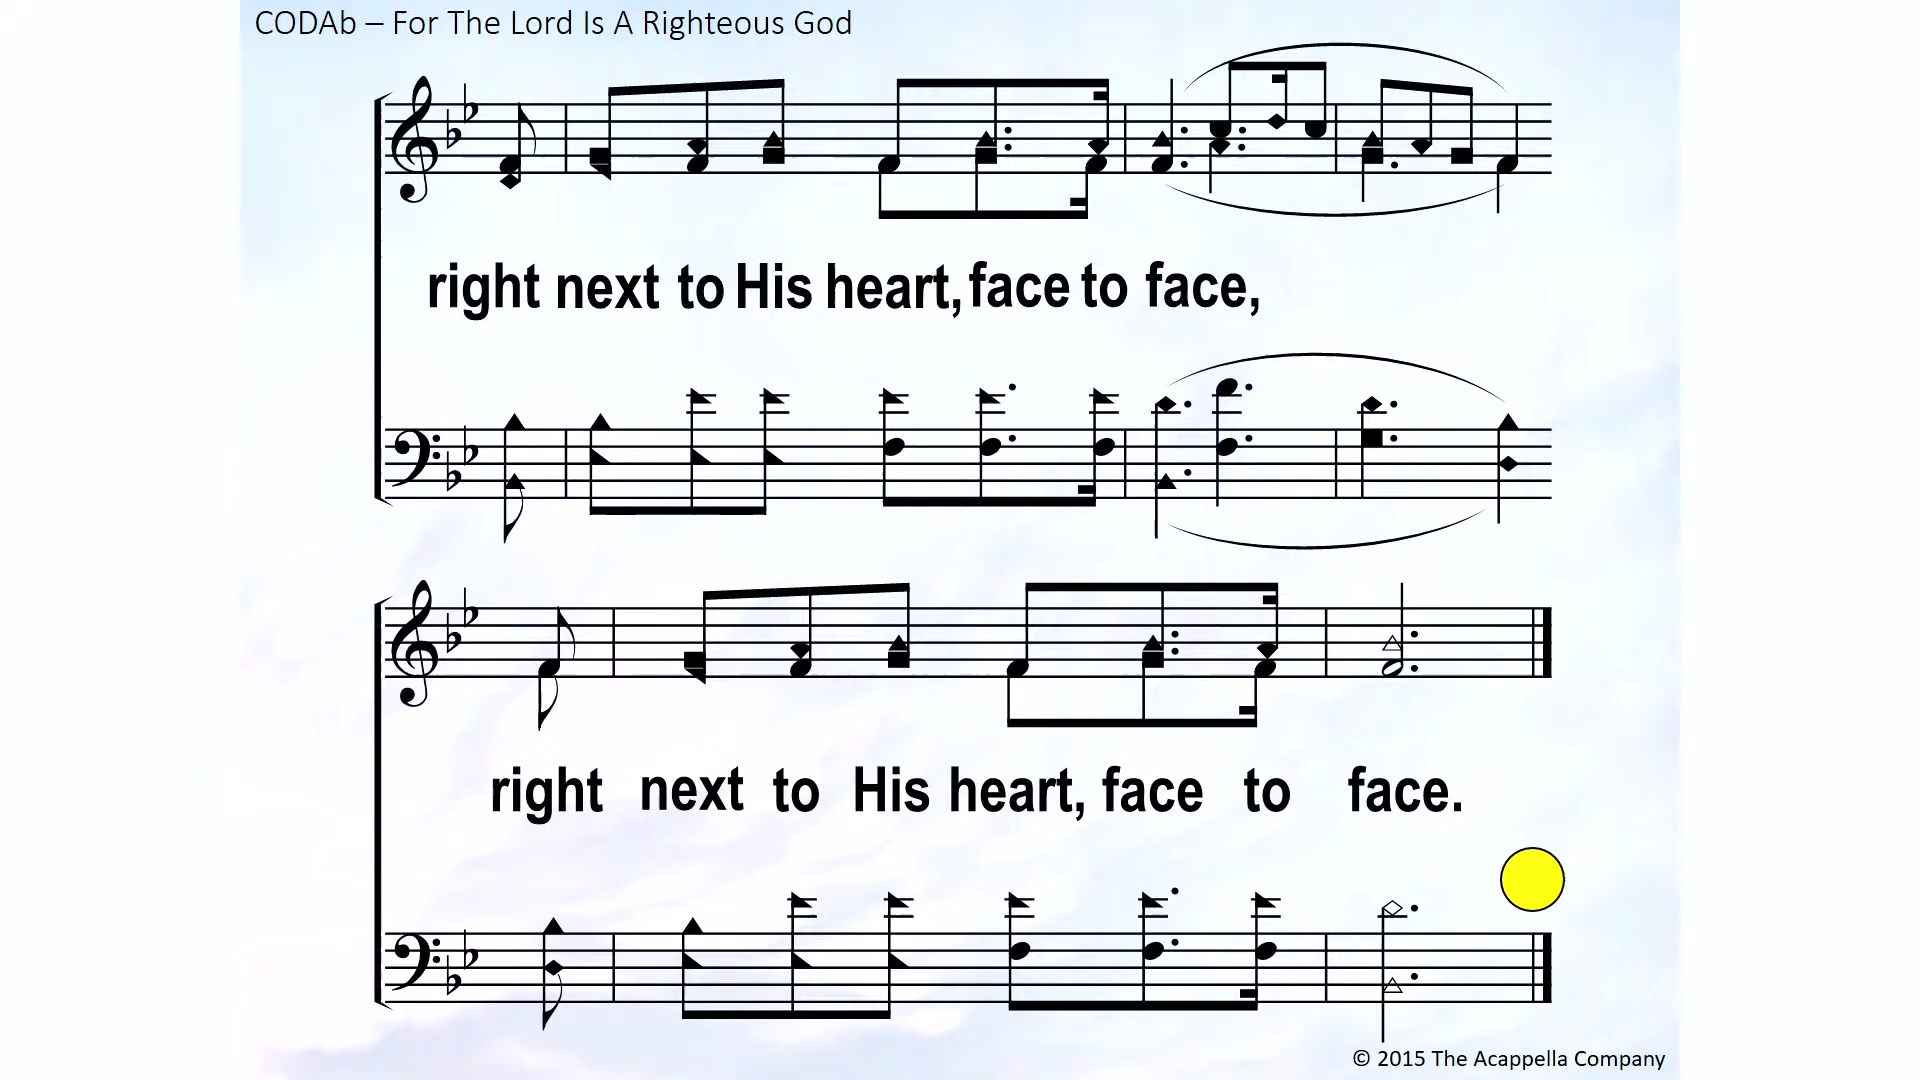 CODAb – For The Lord Is A Righteous God
right next to His heart, face to face,
right next to His heart, face to face.
© 2015 The Acappella Company